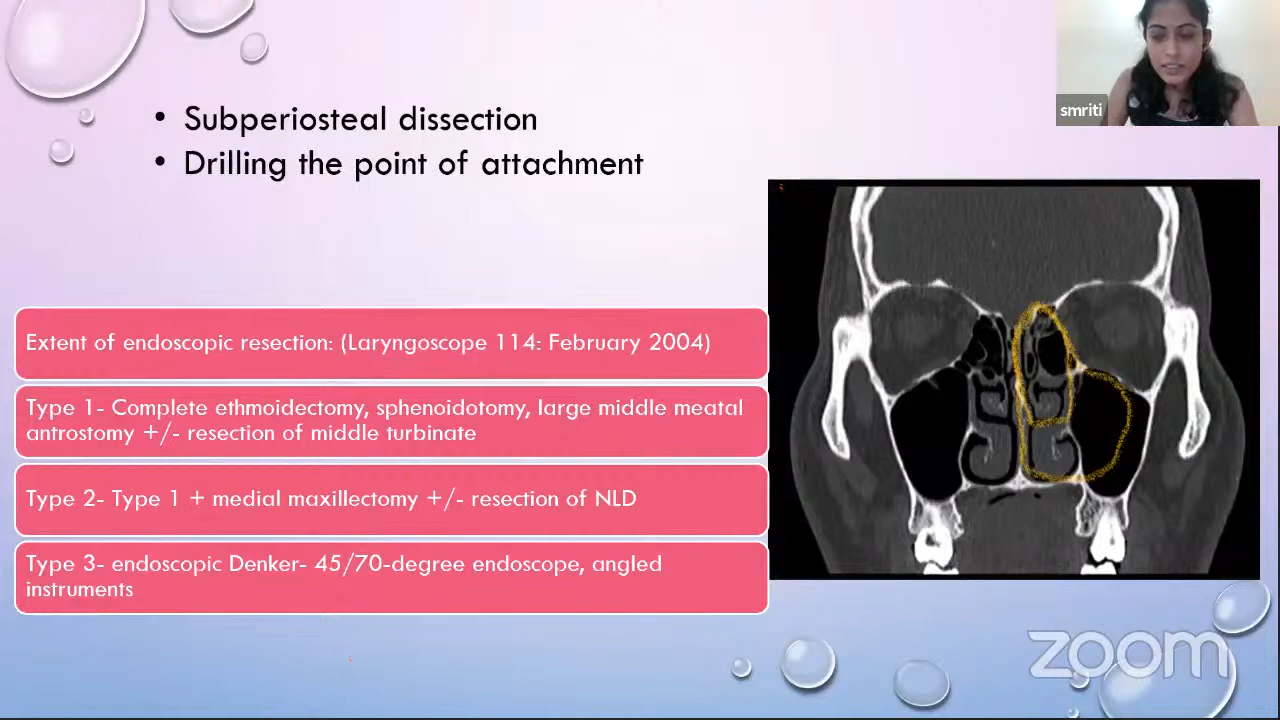 smriti
• Subperiosteal dissection
• Drilling the point of attachment
Extent of endoscopic resection: (Laryngoscope 114: February 2004)
Type 1- Complete ethmoidectomy, sphenoidotomy, large middle meatal
antrostomy +/- resection of middle turbinate
Type 2- Type 1 + medial maxillectomy +/- resection of NLD
Type 3- endoscopic Denker- 45/70-degree endoscope, angled
instruments
zoom